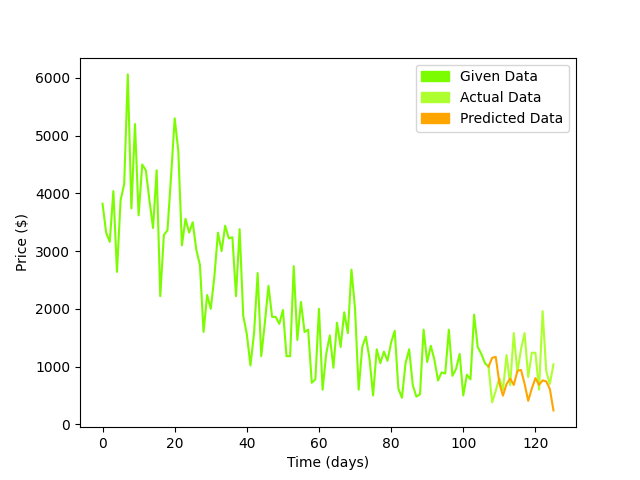 Given Data
Actual Data
Predicted Data
6000
5000
4000
3000
2000
1000
0
Price ($)
0 20 40 60 80 100 120
Time (days)